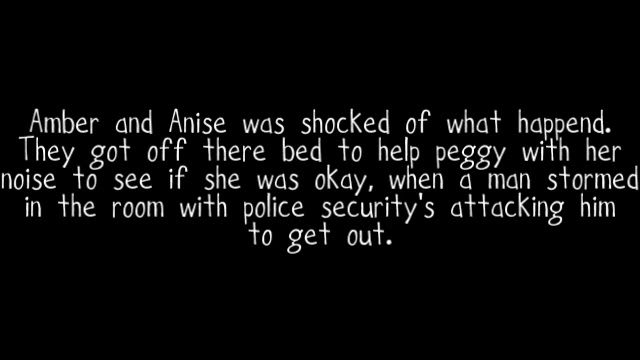 Amber and Anise was shocked of what happend.
They got off there bed to help peggy with her
noise to see if she was okay, when a man stormed
in the room with police security's attacking him
to get out.